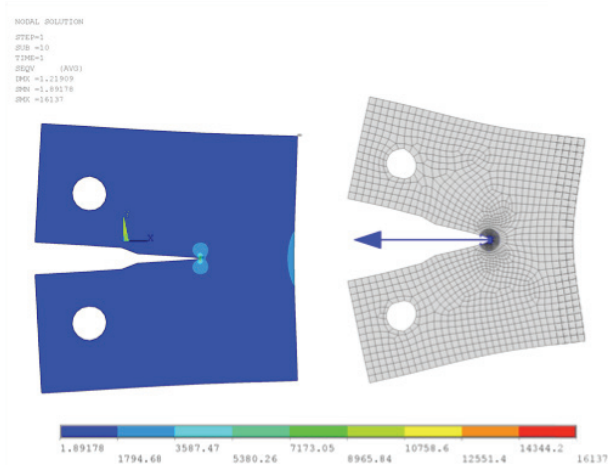 NODAL SOLUTION
STEP=1
SUB =10
TIME=1
SEQV (AVG)
DMX =1.21909
SMN =1.89178
SMX =16137
1.89178 3587.47 7173.05 10758.6 14344.2
1794.68 5380.26 8965.84 12551.4 16137